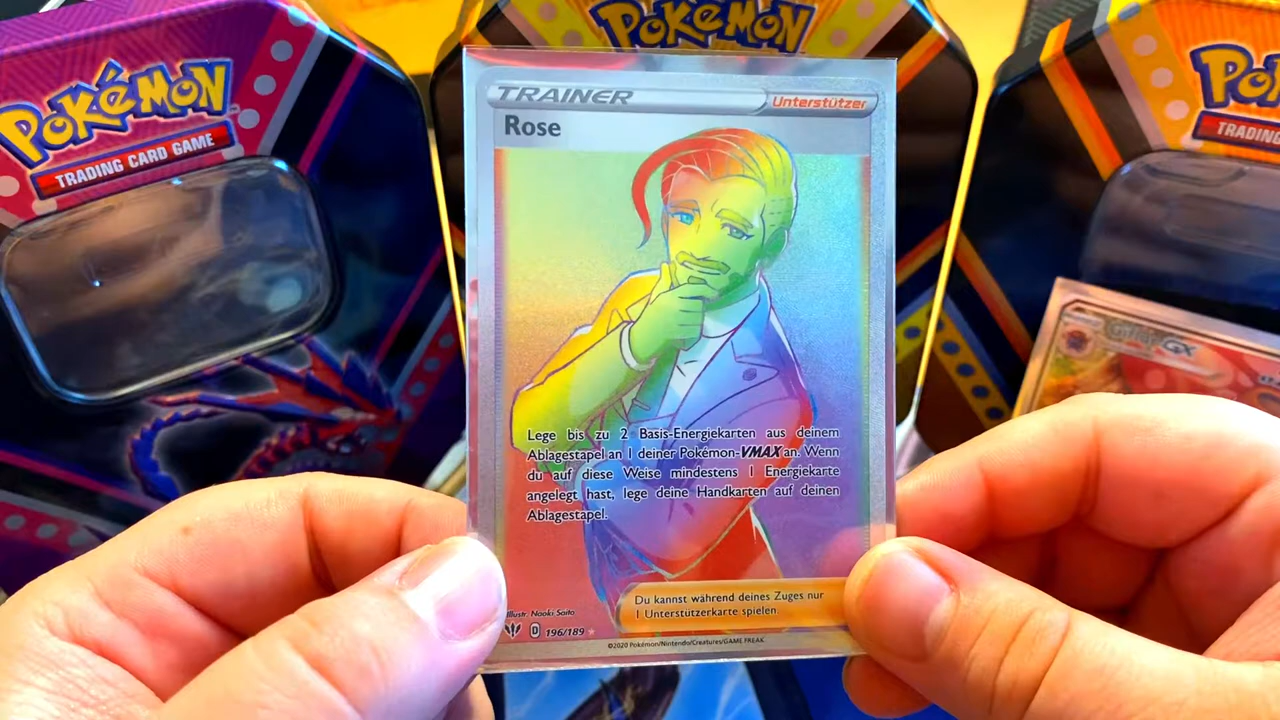 POKÉMON
TRADING CARD GAME
POKÉMON
TRAINER
Unterstützer
Rose
Lege bis zu 2 Basis-Energiekarten aus deinem
Ablagestapel an 1 deiner Pokémon-VMAX an. Wenn
du auf diese Weise mindestens 1 Energiekarte
angelegt hast, lege deine Handkarten auf deinen
Ablagestapel.
Du kannst während deines Zuges nur
1 Unterstützerkarte spielen.
Illustr. Naoki Saito
D 196/189
©2020 Pokémon/Nintendo/Creatures/GAME FREAK
GX